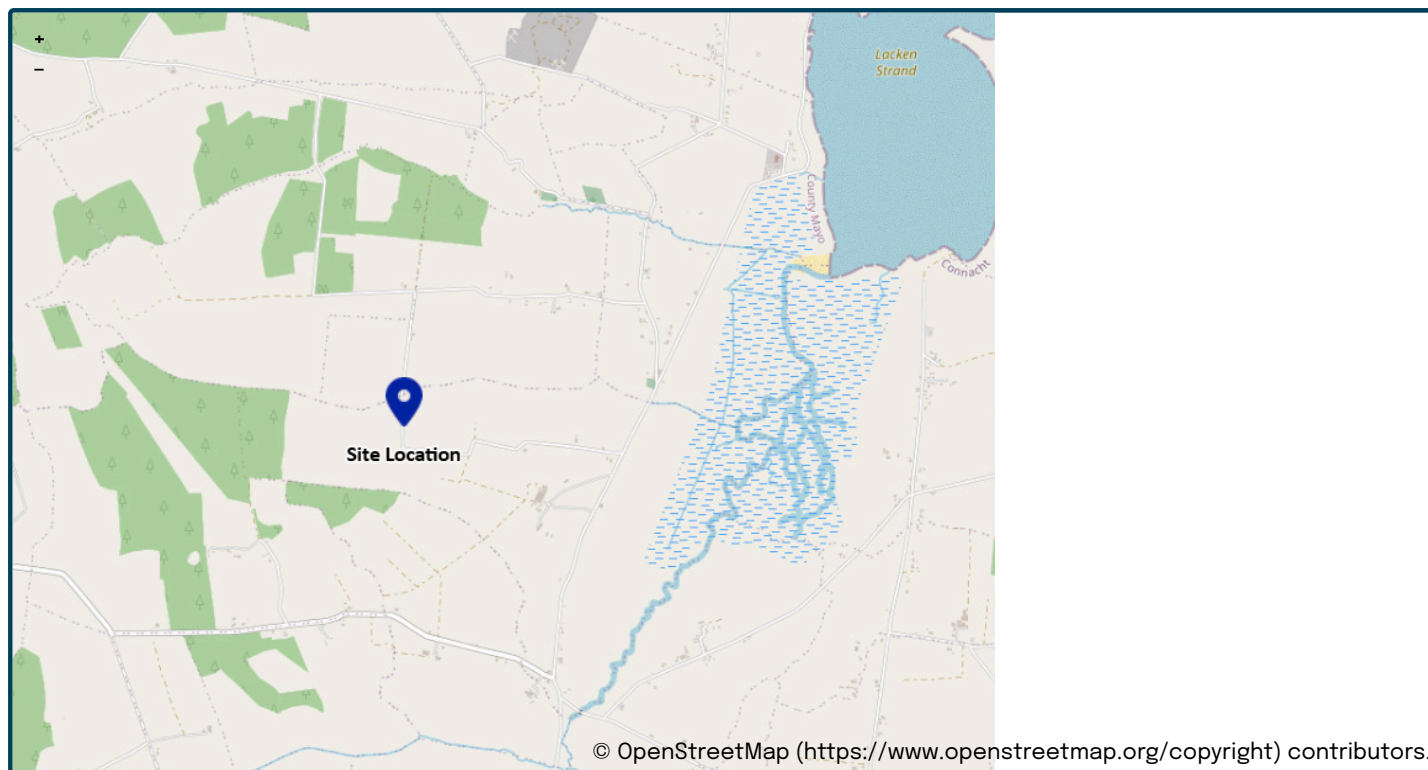 +
−
Lacken
Strand
County Mayo
Connacht
Site Location
© OpenStreetMap (https://www.openstreetmap.org/copyright) contributors